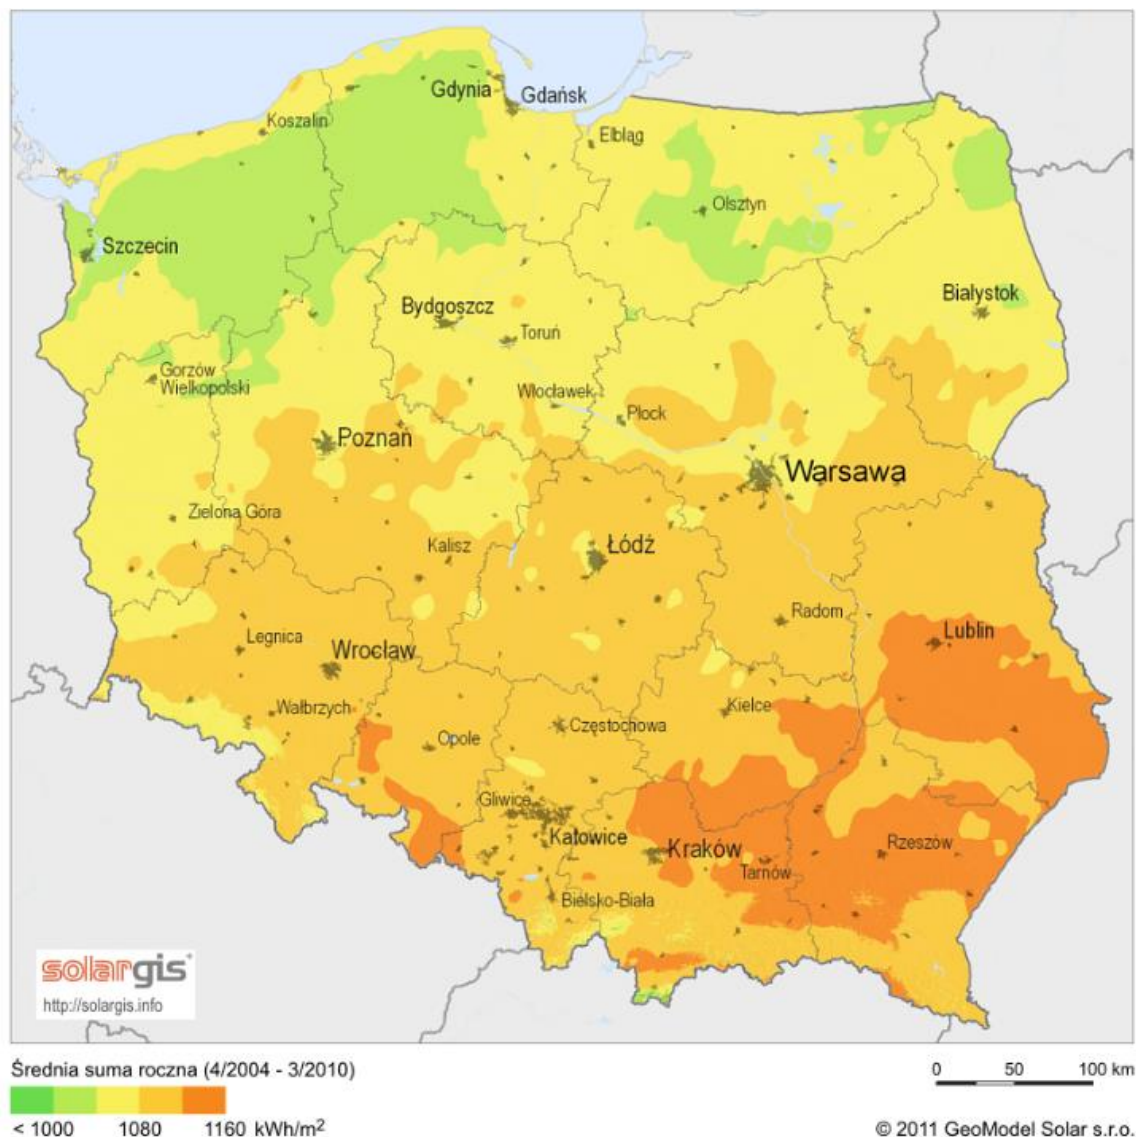 Gdynia
Gdańsk
Koszalin
Elbląg
Olsztyn
Szczecin
Białystok
Bydgoszcz
Toruń
Gorzów
Wielkopolski
Włocławek
Płock
Poznan
Warsawa
Zielona Góra
Kalisz
Łódź
Radom
Lublin
Legnica
Wrocław
Wałbrzych
Kielce
Opole
Częstochowa
Gliwice
Katowice
Kraków
Tarnów
Rzeszów
Bielsko-Biała
solargis
http://solargis.info
Średnia suma roczna (4/2004 - 3/2010)
0 50 100 km
< 1000 1080 1160 kWh/m²
© 2011 GeoModel Solar s.r.o.